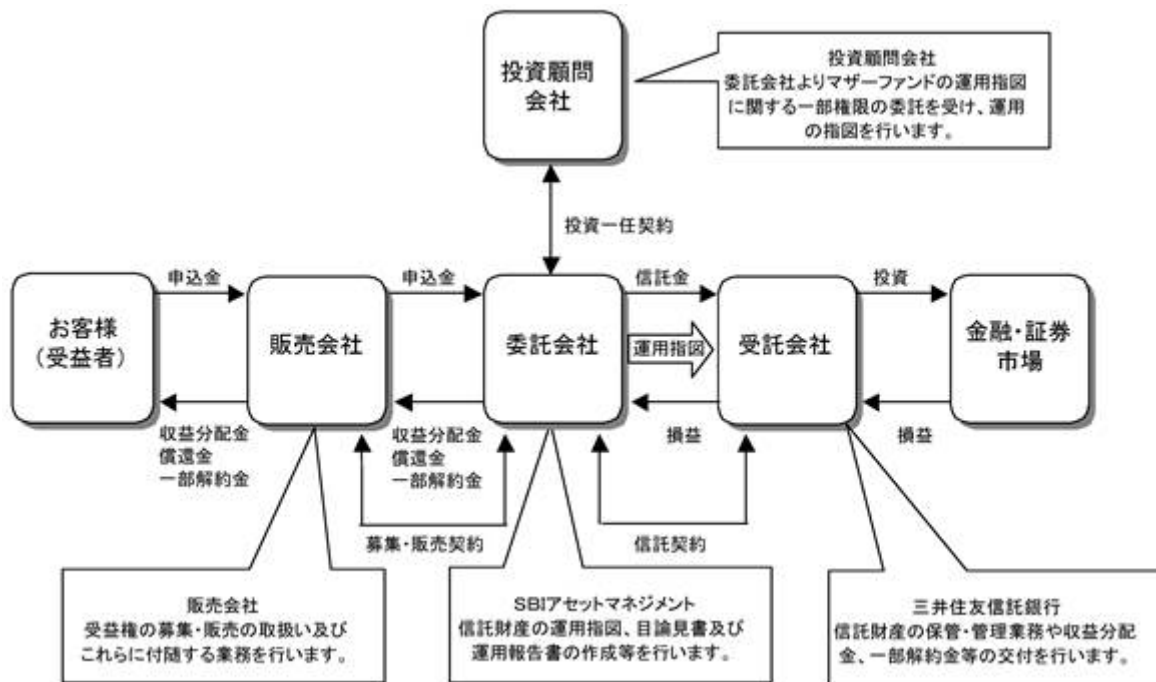 投資顧問
会社
投資顧問会社
委託会社よりマザーファンドの運用指図
に関する一部権限の委託を受け、運用
の指図を行います。
投資一任契約
申込金
申込金
信託金
投資
お客様
(受益者)
販売会社
委託会社
運用指図
受託会社
金融・証券
市場
収益分配金
償還金
一部解約金
収益分配金
償還金
一部解約金
損益
損益
募集・販売契約
信託契約
販売会社
受益権の募集・販売の取扱い及び
これらに付随する業務を行います。
SBIアセットマネジメント
信託財産の運用指図、目論見書及び
運用報告書の作成等を行います。
三井住友信託銀行
信託財産の保管・管理業務や収益分配
金、一部解約金等の交付を行います。